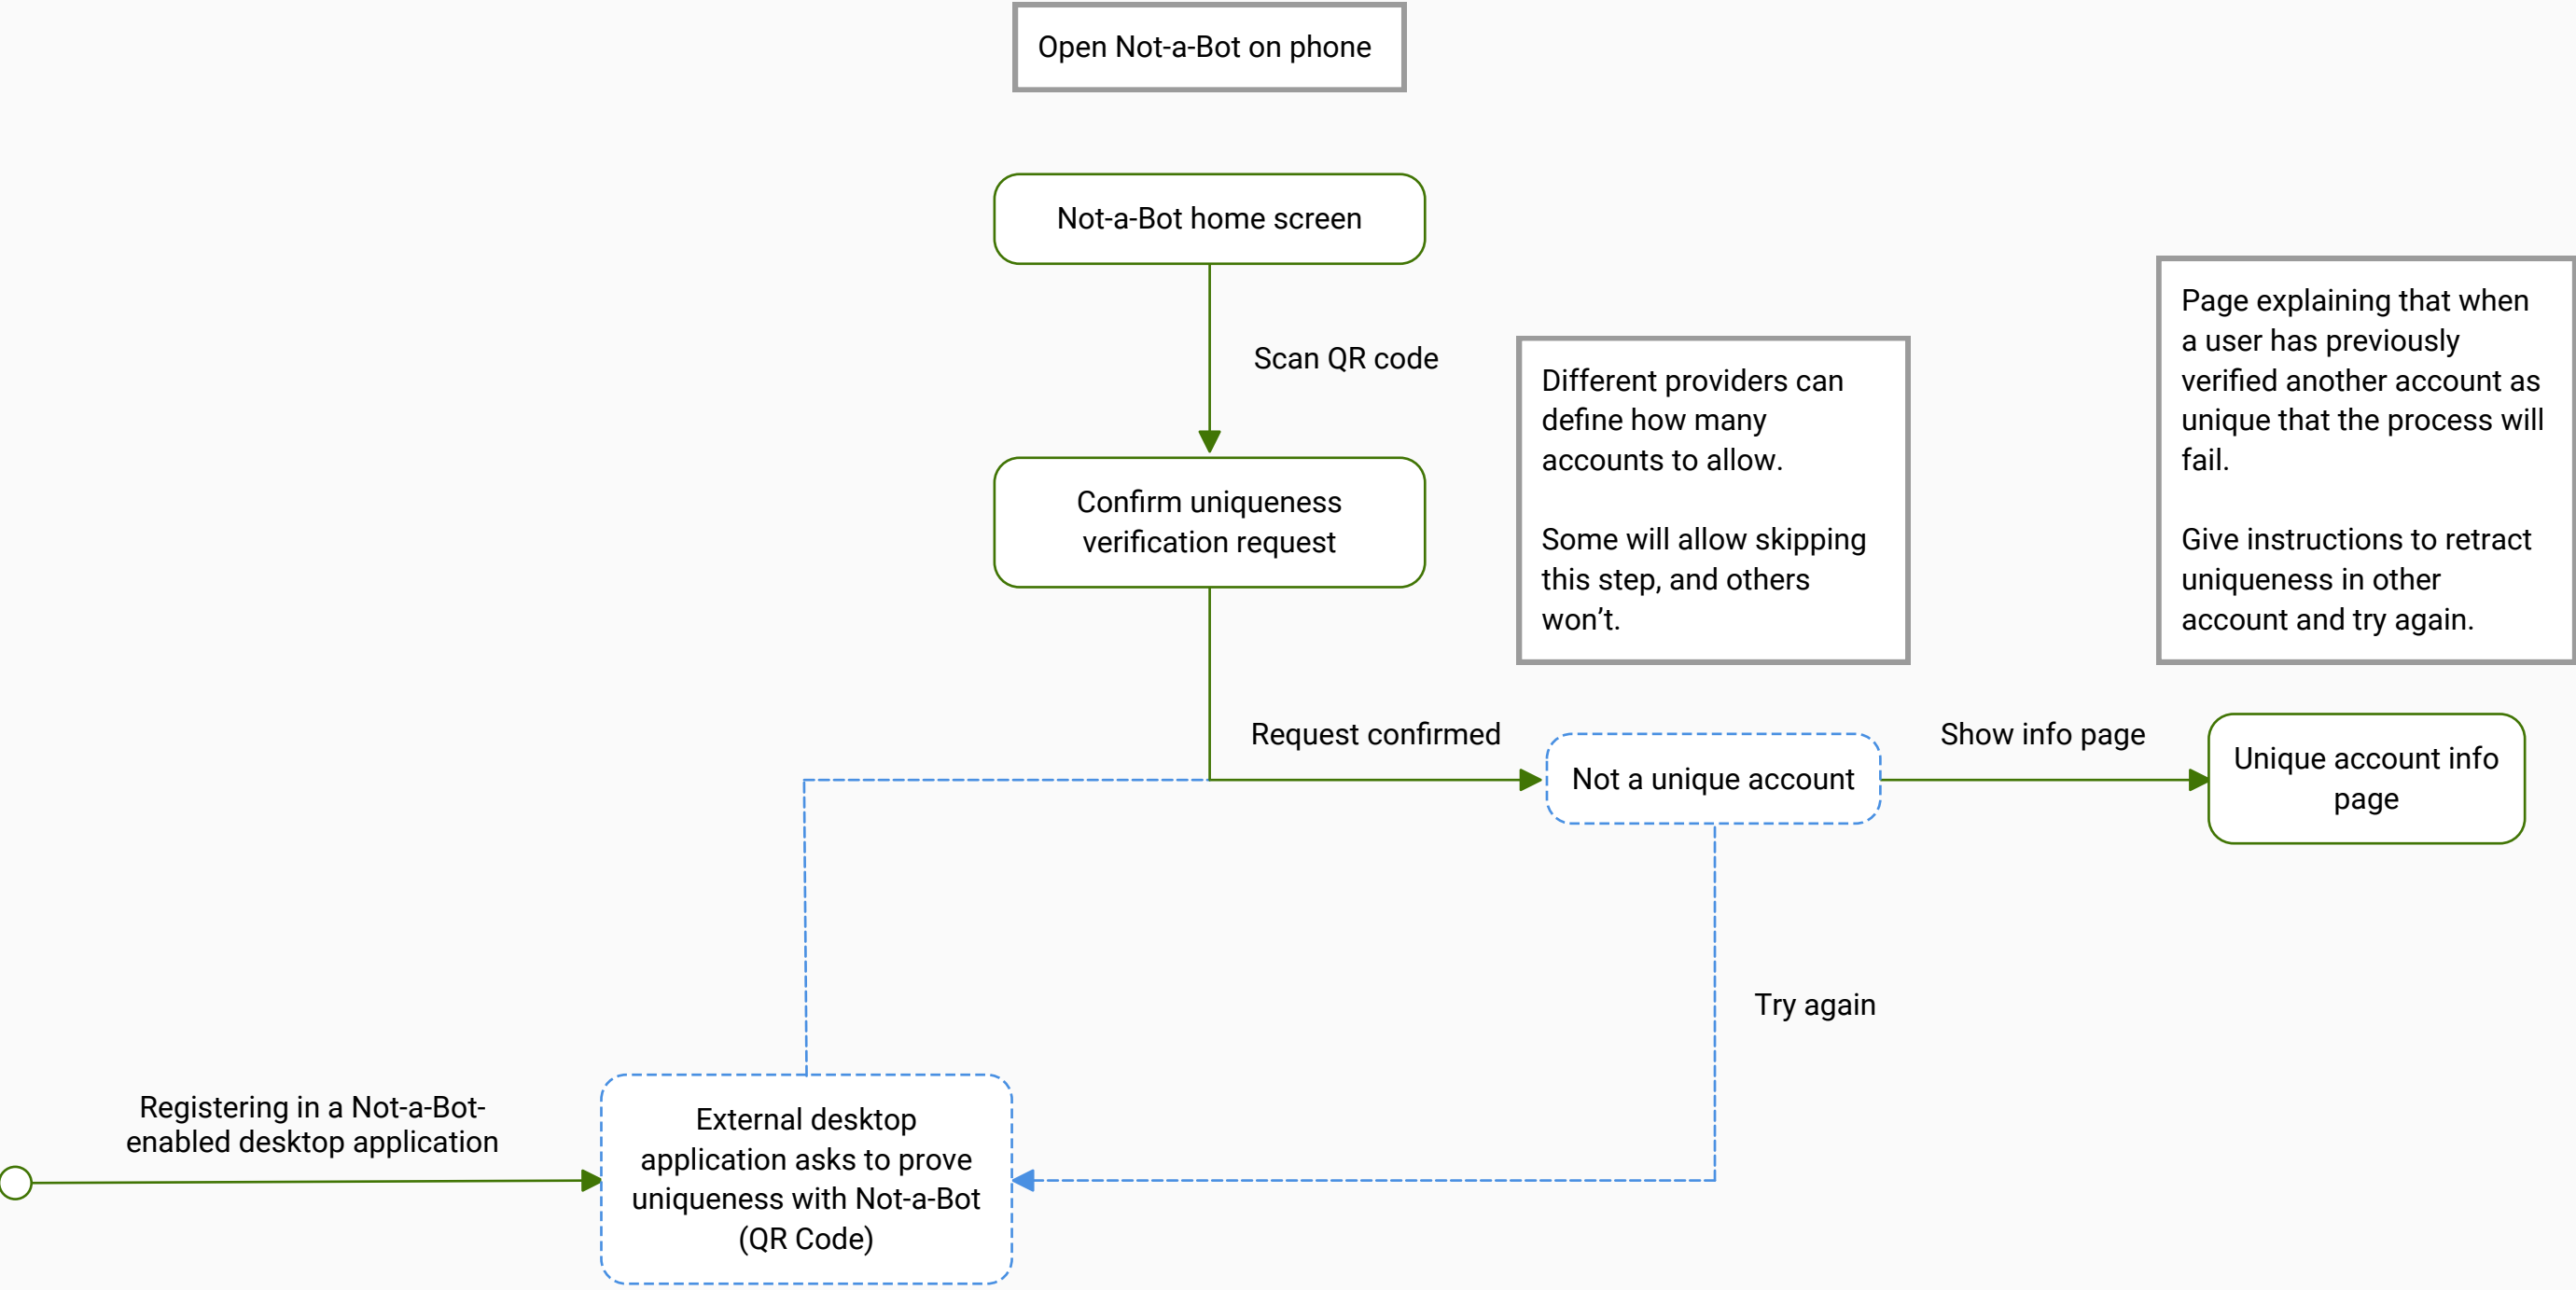 Open Not-a-Bot on phone
Not-a-Bot home screen
Scan QR code
Confirm uniqueness
verification request
Different providers can
define how many
accounts to allow.
Some will allow skipping
this step, and others
won’t.
Page explaining that when
a user has previously
verified another account as
unique that the process will
fail.
Give instructions to retract
uniqueness in other
account and try again.
Request confirmed
Not a unique account
Show info page
Unique account info
page
Try again
Registering in a Not-a-Bot-
enabled desktop application
External desktop
application asks to prove
uniqueness with Not-a-Bot
(QR Code)